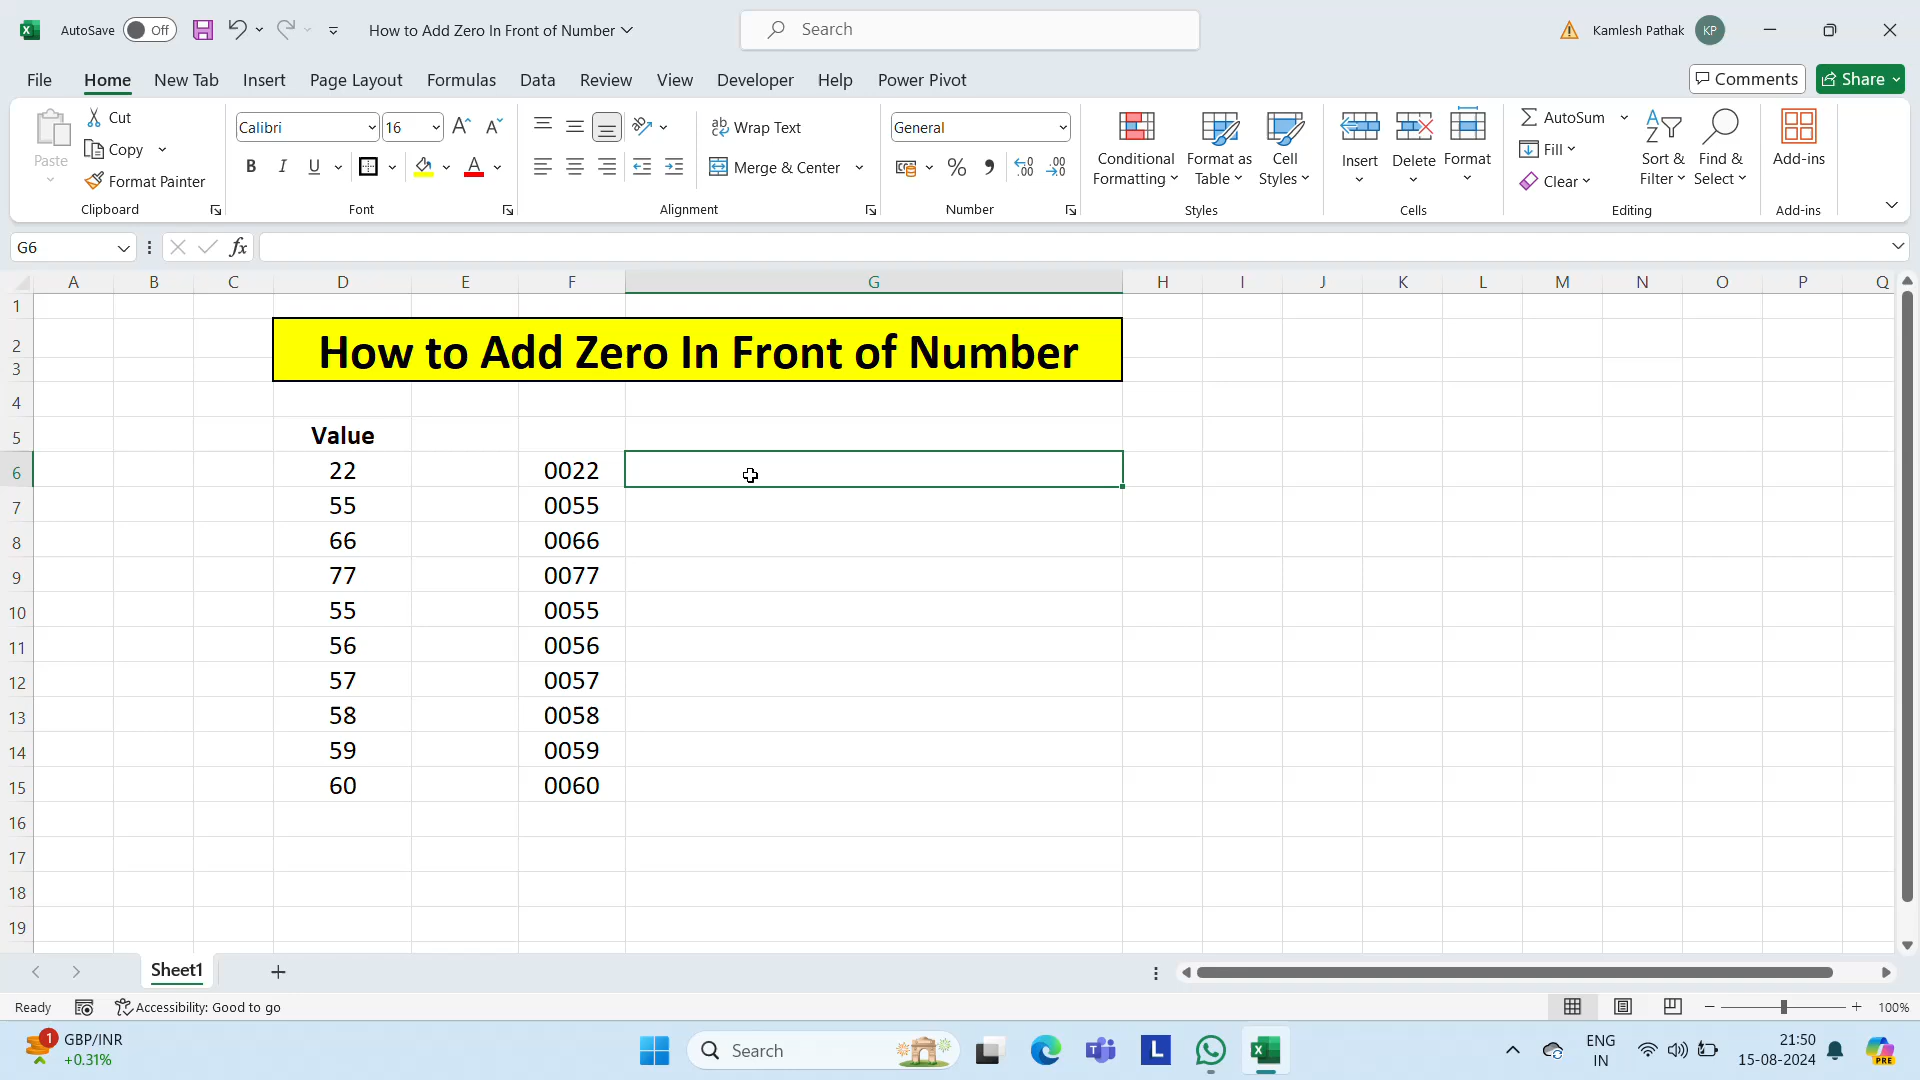 AutoSave Off How to Add Zero In Front of Number Search Kamlesh Pathak KP
File Home New Tab Insert Page Layout Formulas Data Review View Developer Help Power Pivot Comments Share
Paste Cut Copy Format Painter Clipboard
Calibri 16 B I U A Font
ab Wrap Text Merge & Center Alignment
General % Number
Conditional Formatting Format as Table Cell Styles Styles
Insert Delete Format Cells
AutoSum Fill Clear Sort & Filter Find & Select Editing
Add-ins Add-ins
G6 fx
A B C D E F G H I J K L M N O P Q
1
2 How to Add Zero In Front of Number
3
4
5 Value
6 22 0022
7 55 0055
8 66 0066
9 77 0077
10 55 0055
11 56 0056
12 57 0057
13 58 0058
14 59 0059
15 60 0060
16
17
18
19
Sheet1 +
Ready Accessibility: Good to go 100%
1 GBP/INR Search L ENG 21:50
+0.31% IN 15-08-2024 PRE